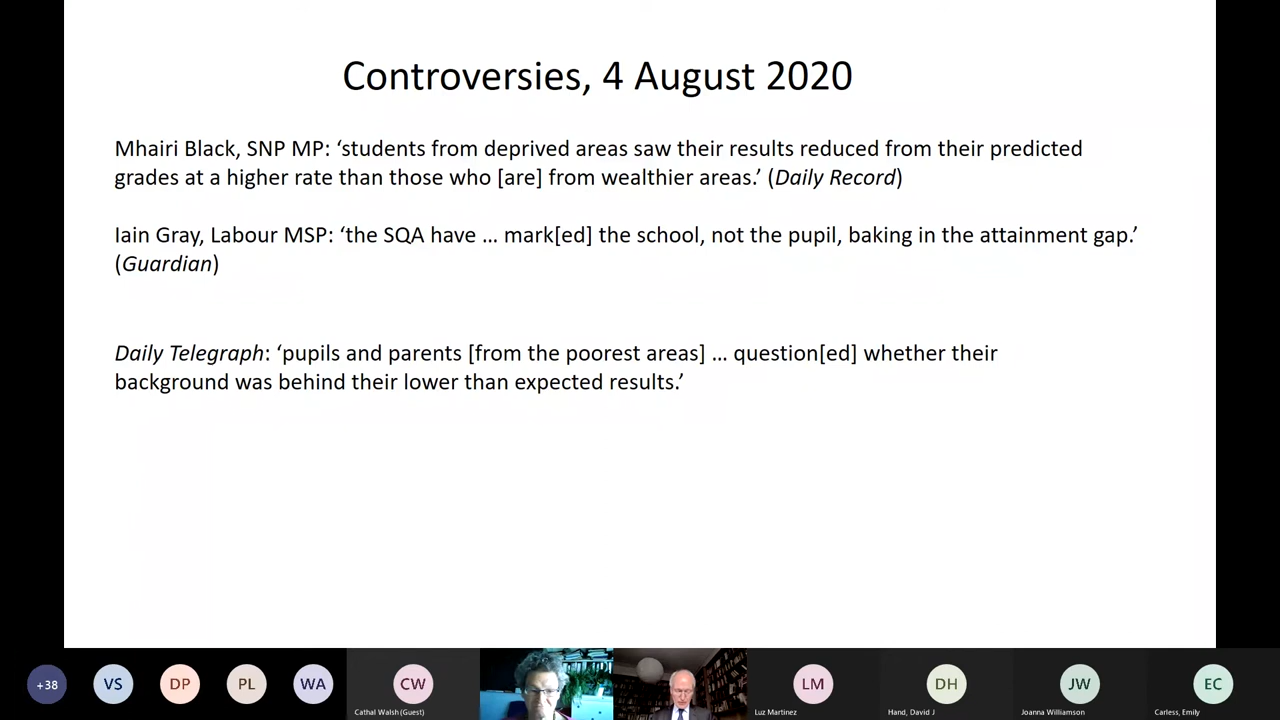 Controversies, 4 August 2020
Mhairi Black, SNP MP: ‘students from deprived areas saw their results reduced from their predicted
grades at a higher rate than those who [are] from wealthier areas.’ (Daily Record)
Iain Gray, Labour MSP: ‘the SQA have … mark[ed] the school, not the pupil, baking in the attainment gap.’
(Guardian)
Daily Telegraph: ‘pupils and parents [from the poorest areas] … question[ed] whether their
background was behind their lower than expected results.’
+38 VS DP PL WA CW LM DH JW EC
Cathal Walsh (Guest) Luz Martinez Hand, David J Joanna Williamson Carless, Emily